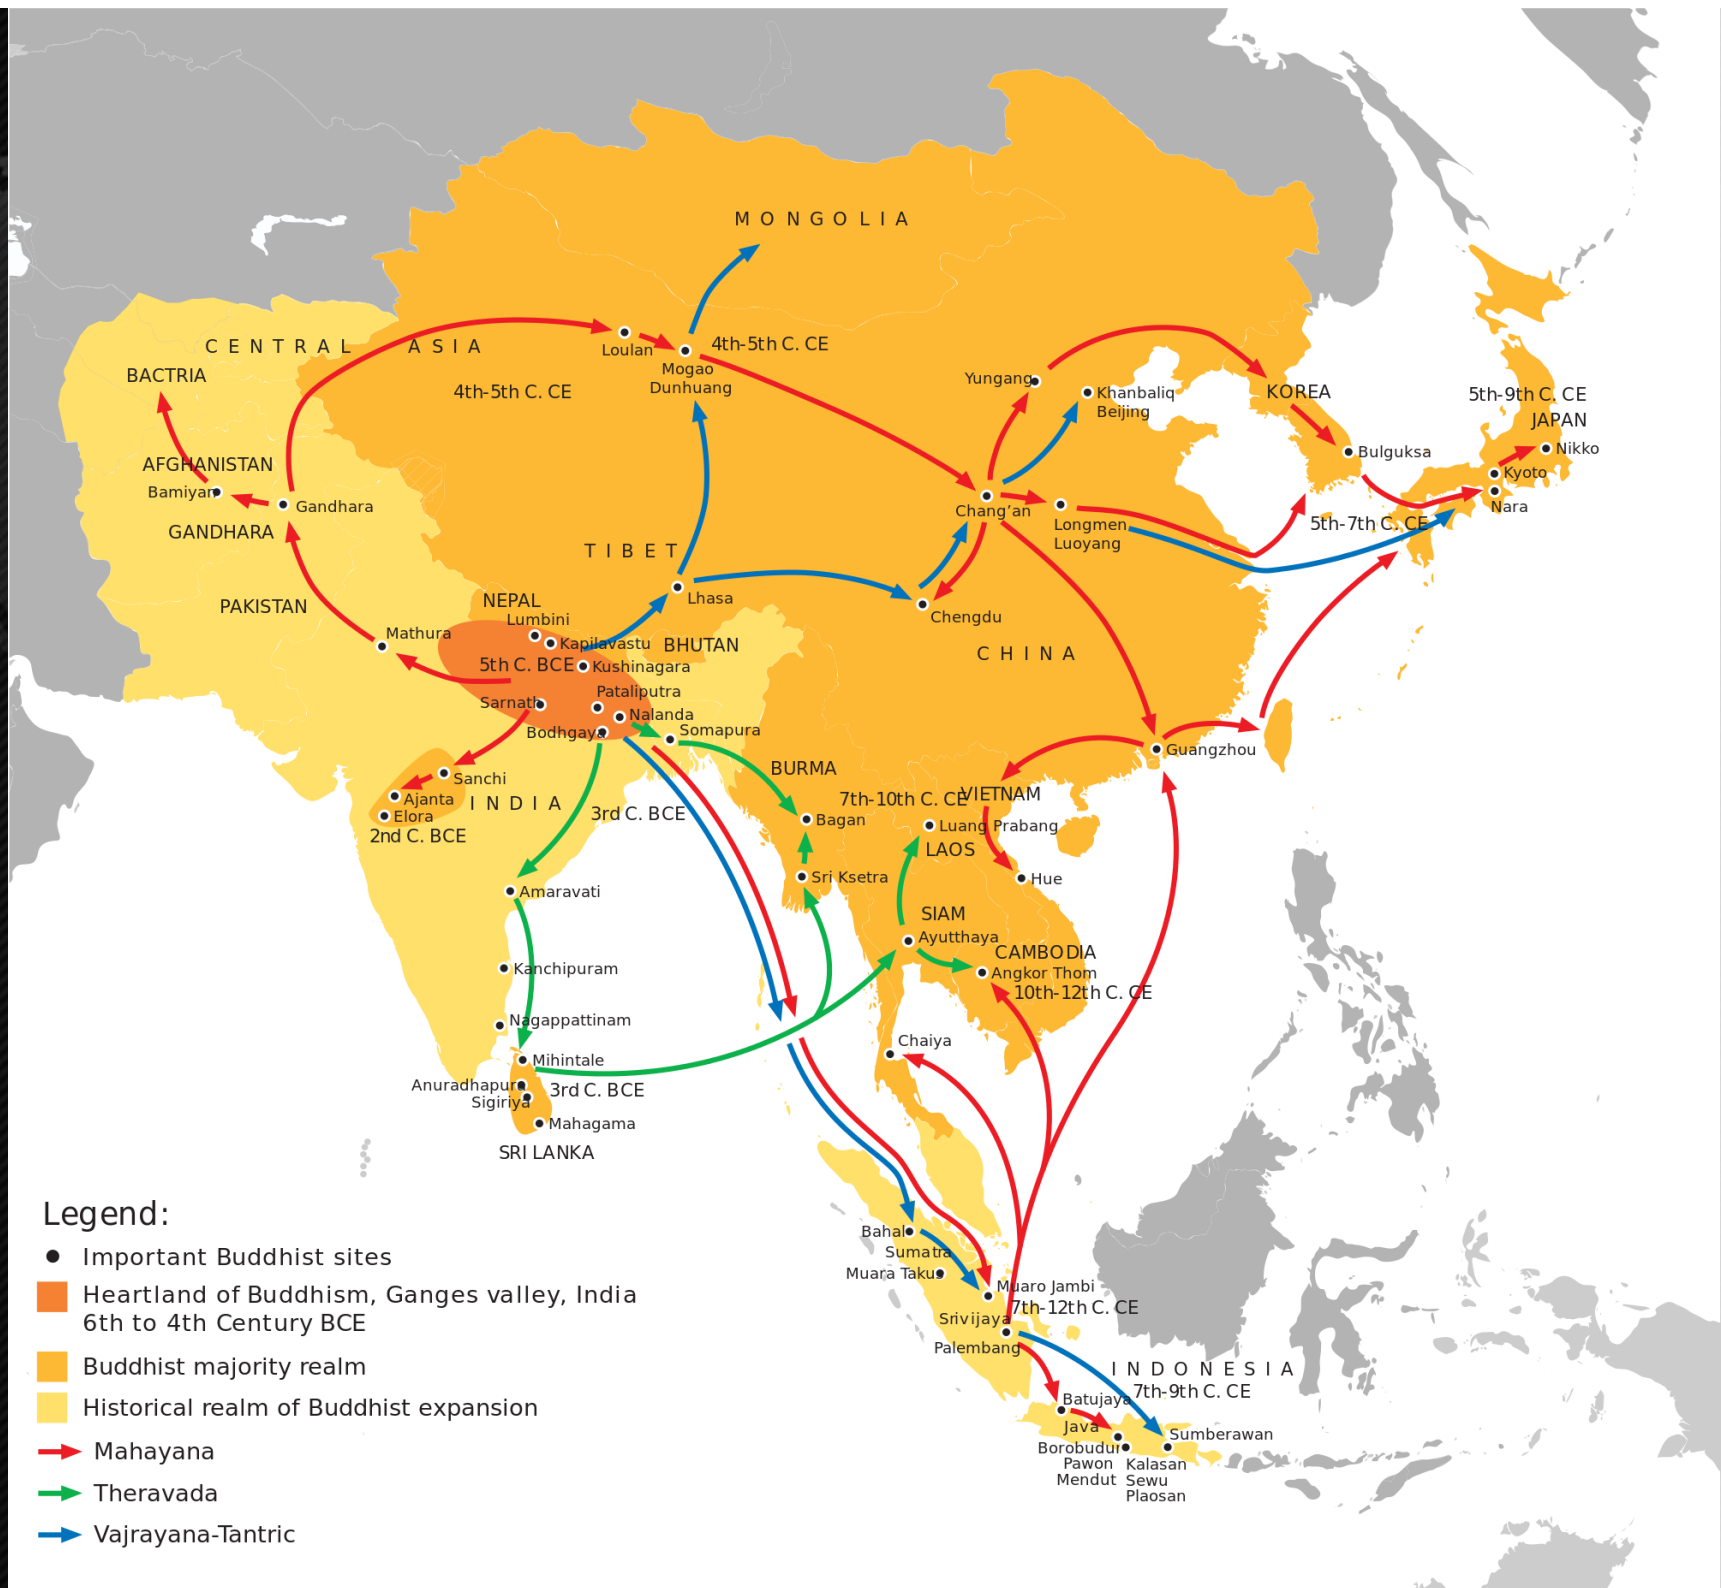 MONGOLIA
CENTRAL ASIA
Loulan
4th-5th C. CE
Mogao
Dunhuang
BACTRIA
4th-5th C. CE
Yungang
Khanbaliq
Beijing
KOREA
5th-9th C. CE
JAPAN
Bulguksa
Nikko
Kyoto
Nara
AFGHANISTAN
Bamiyan
Gandhara
GANDHARA
Chang’an
Longmen
Luoyang
5th-7th C. CE
TIBET
Lhasa
Chengdu
PAKISTAN
NEPAL
Lumbini
Mathura
Kapilavastu
BHUTAN
CHINA
5th C. BCE
Kushinagara
Pataliputra
Sarnath
Nalanda
Bodhgaya
Somapura
Guangzhou
BURMA
Sanchi
Ajanta
INDIA
Elora
2nd C. BCE
3rd C. BCE
7th-10th C. CE
VIETNAM
Bagan
Luang Prabang
LAOS
Sri Ksetra
Hue
Amaravati
SIAM
Ayutthaya
CAMBODIA
Angkor Thom
10th-12th C. CE
Kanchipuram
Nagappattinam
Chaiya
Mihintale
Anuradhapura
3rd C. BCE
Sigiriya
Mahagama
SRI LANKA
Bahal
Sumatra
Muara Takus
Muaro Jambi
7th-12th C. CE
Srivijaya
Palembang
INDONESIA
7th-9th C. CE
Batujaya
Java
Sumberawan
Borobudur
Pawon
Mendut
Kalasan
Sewu
Plaosan
Legend:
Important Buddhist sites
Heartland of Buddhism, Ganges valley, India
6th to 4th Century BCE
Buddhist majority realm
Historical realm of Buddhist expansion
Mahayana
Theravada
Vajrayana-Tantric